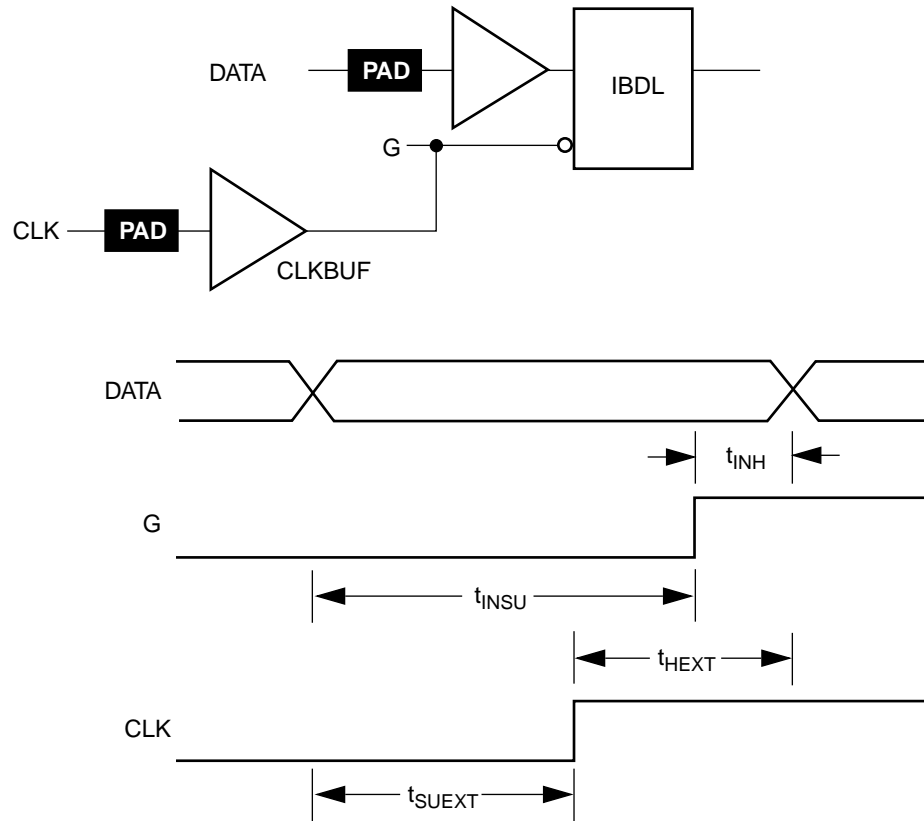 DATA PAD IBDL
G
CLK PAD
CLKBUF
DATA
tINH
G
tINSU
tHEXT
CLK
tSUEXT